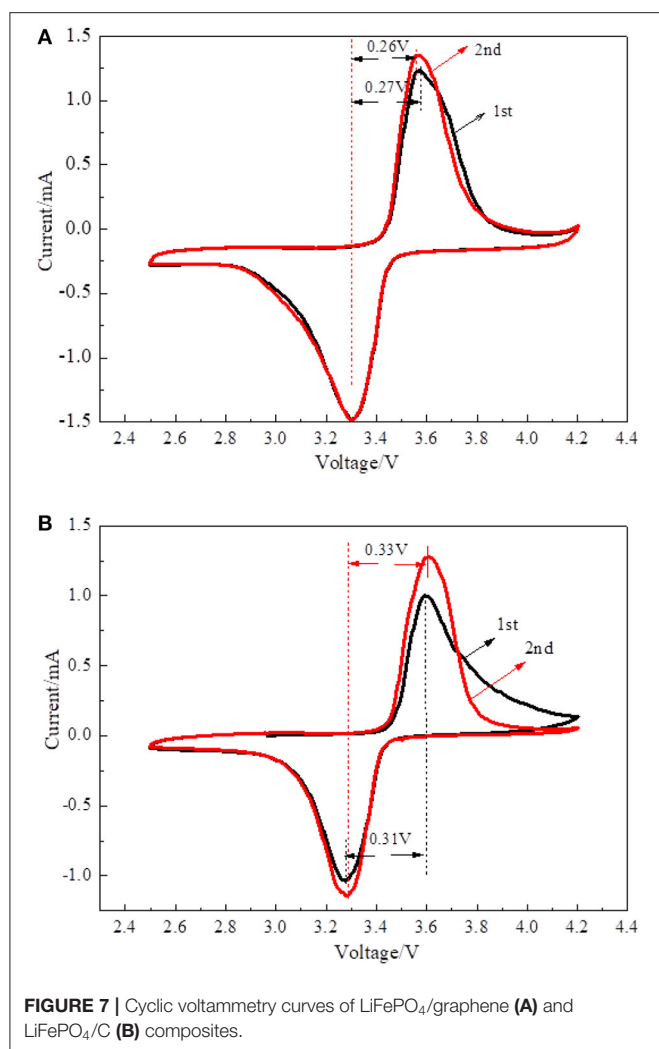 A
1.5
0.26V
2nd
0.27V
1.0
1st
0.5
Current/mA
0.0
-0.5
-1.0
-1.5
2.4 2.6 2.8 3.0 3.2 3.4 3.6 3.8 4.0 4.2 4.4
Voltage/V
B
1.5
0.33V
1.0
1st
2nd
0.5
Current/mA
0.0
-0.5
0.31V
-1.0
2.4 2.6 2.8 3.0 3.2 3.4 3.6 3.8 4.0 4.2 4.4
Voltage/V
FIGURE 7 | Cyclic voltammetry curves of LiFePO₄/graphene (A) and
LiFePO₄/C (B) composites.